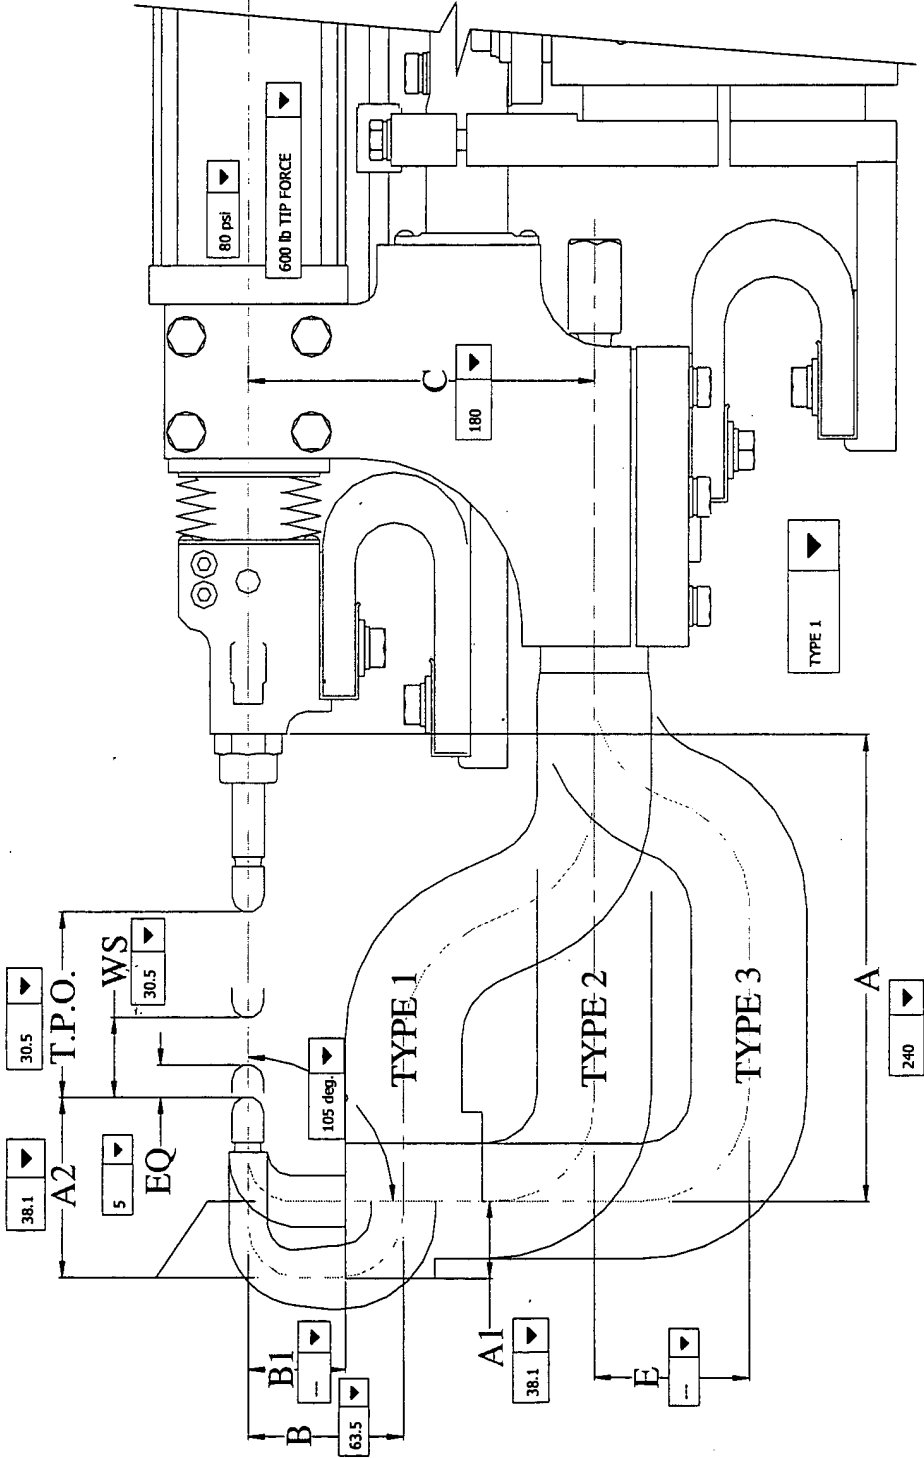 30.5
T.P.O.
WS
30.5
38.1
A2
5
EQ
105 deg.
80 psi
600 lb TIP FORCE
C
180
B1
---
B
63.5
A1
38.1
E
---
TYPE 1
TYPE 2
TYPE 3
TYPE 1
A
240